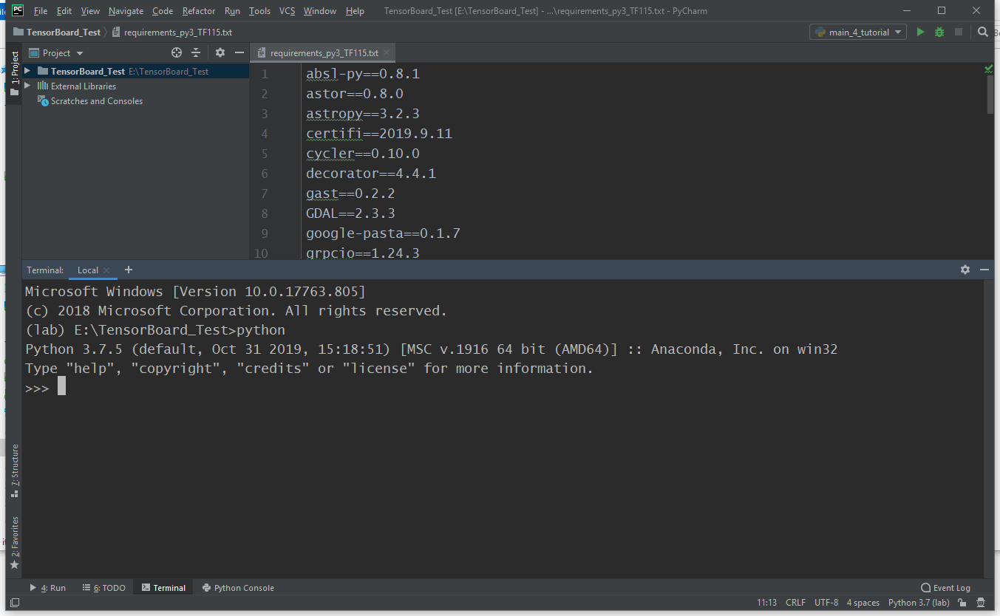 PC File Edit View Navigate Code Refactor Run Tools VCS Window Help TensorBoard_Test [E:\TensorBoard_Test] - ...\requirements_py3_TF115.txt - PyCharm
TensorBoard_Test requirements_py3_TF115.txt main_4_tutorial
1: Project
Project
requirements_py3_TF115.txt
TensorBoard_Test E:\TensorBoard_Test
External Libraries
Scratches and Consoles
1 absl-py==0.8.1
2 astor==0.8.0
3 astropy==3.2.3
4 certifi==2019.9.11
5 cycler==0.10.0
6 decorator==4.4.1
7 gast==0.2.2
8 GDAL==2.3.3
9 google-pasta==0.1.7
10 grpcio==1.24.3
Terminal: Local +
Microsoft Windows [Version 10.0.17763.805]
(c) 2018 Microsoft Corporation. All rights reserved.
(lab) E:\TensorBoard_Test>python
Python 3.7.5 (default, Oct 31 2019, 15:18:51) [MSC v.1916 64 bit (AMD64)] :: Anaconda, Inc. on win32
Type "help", "copyright", "credits" or "license" for more information.
>>>
7: Structure
2: Favorites
4: Run 6: TODO Terminal Python Console Event Log
11:13 CRLF UTF-8 4 spaces Python 3.7 (lab)